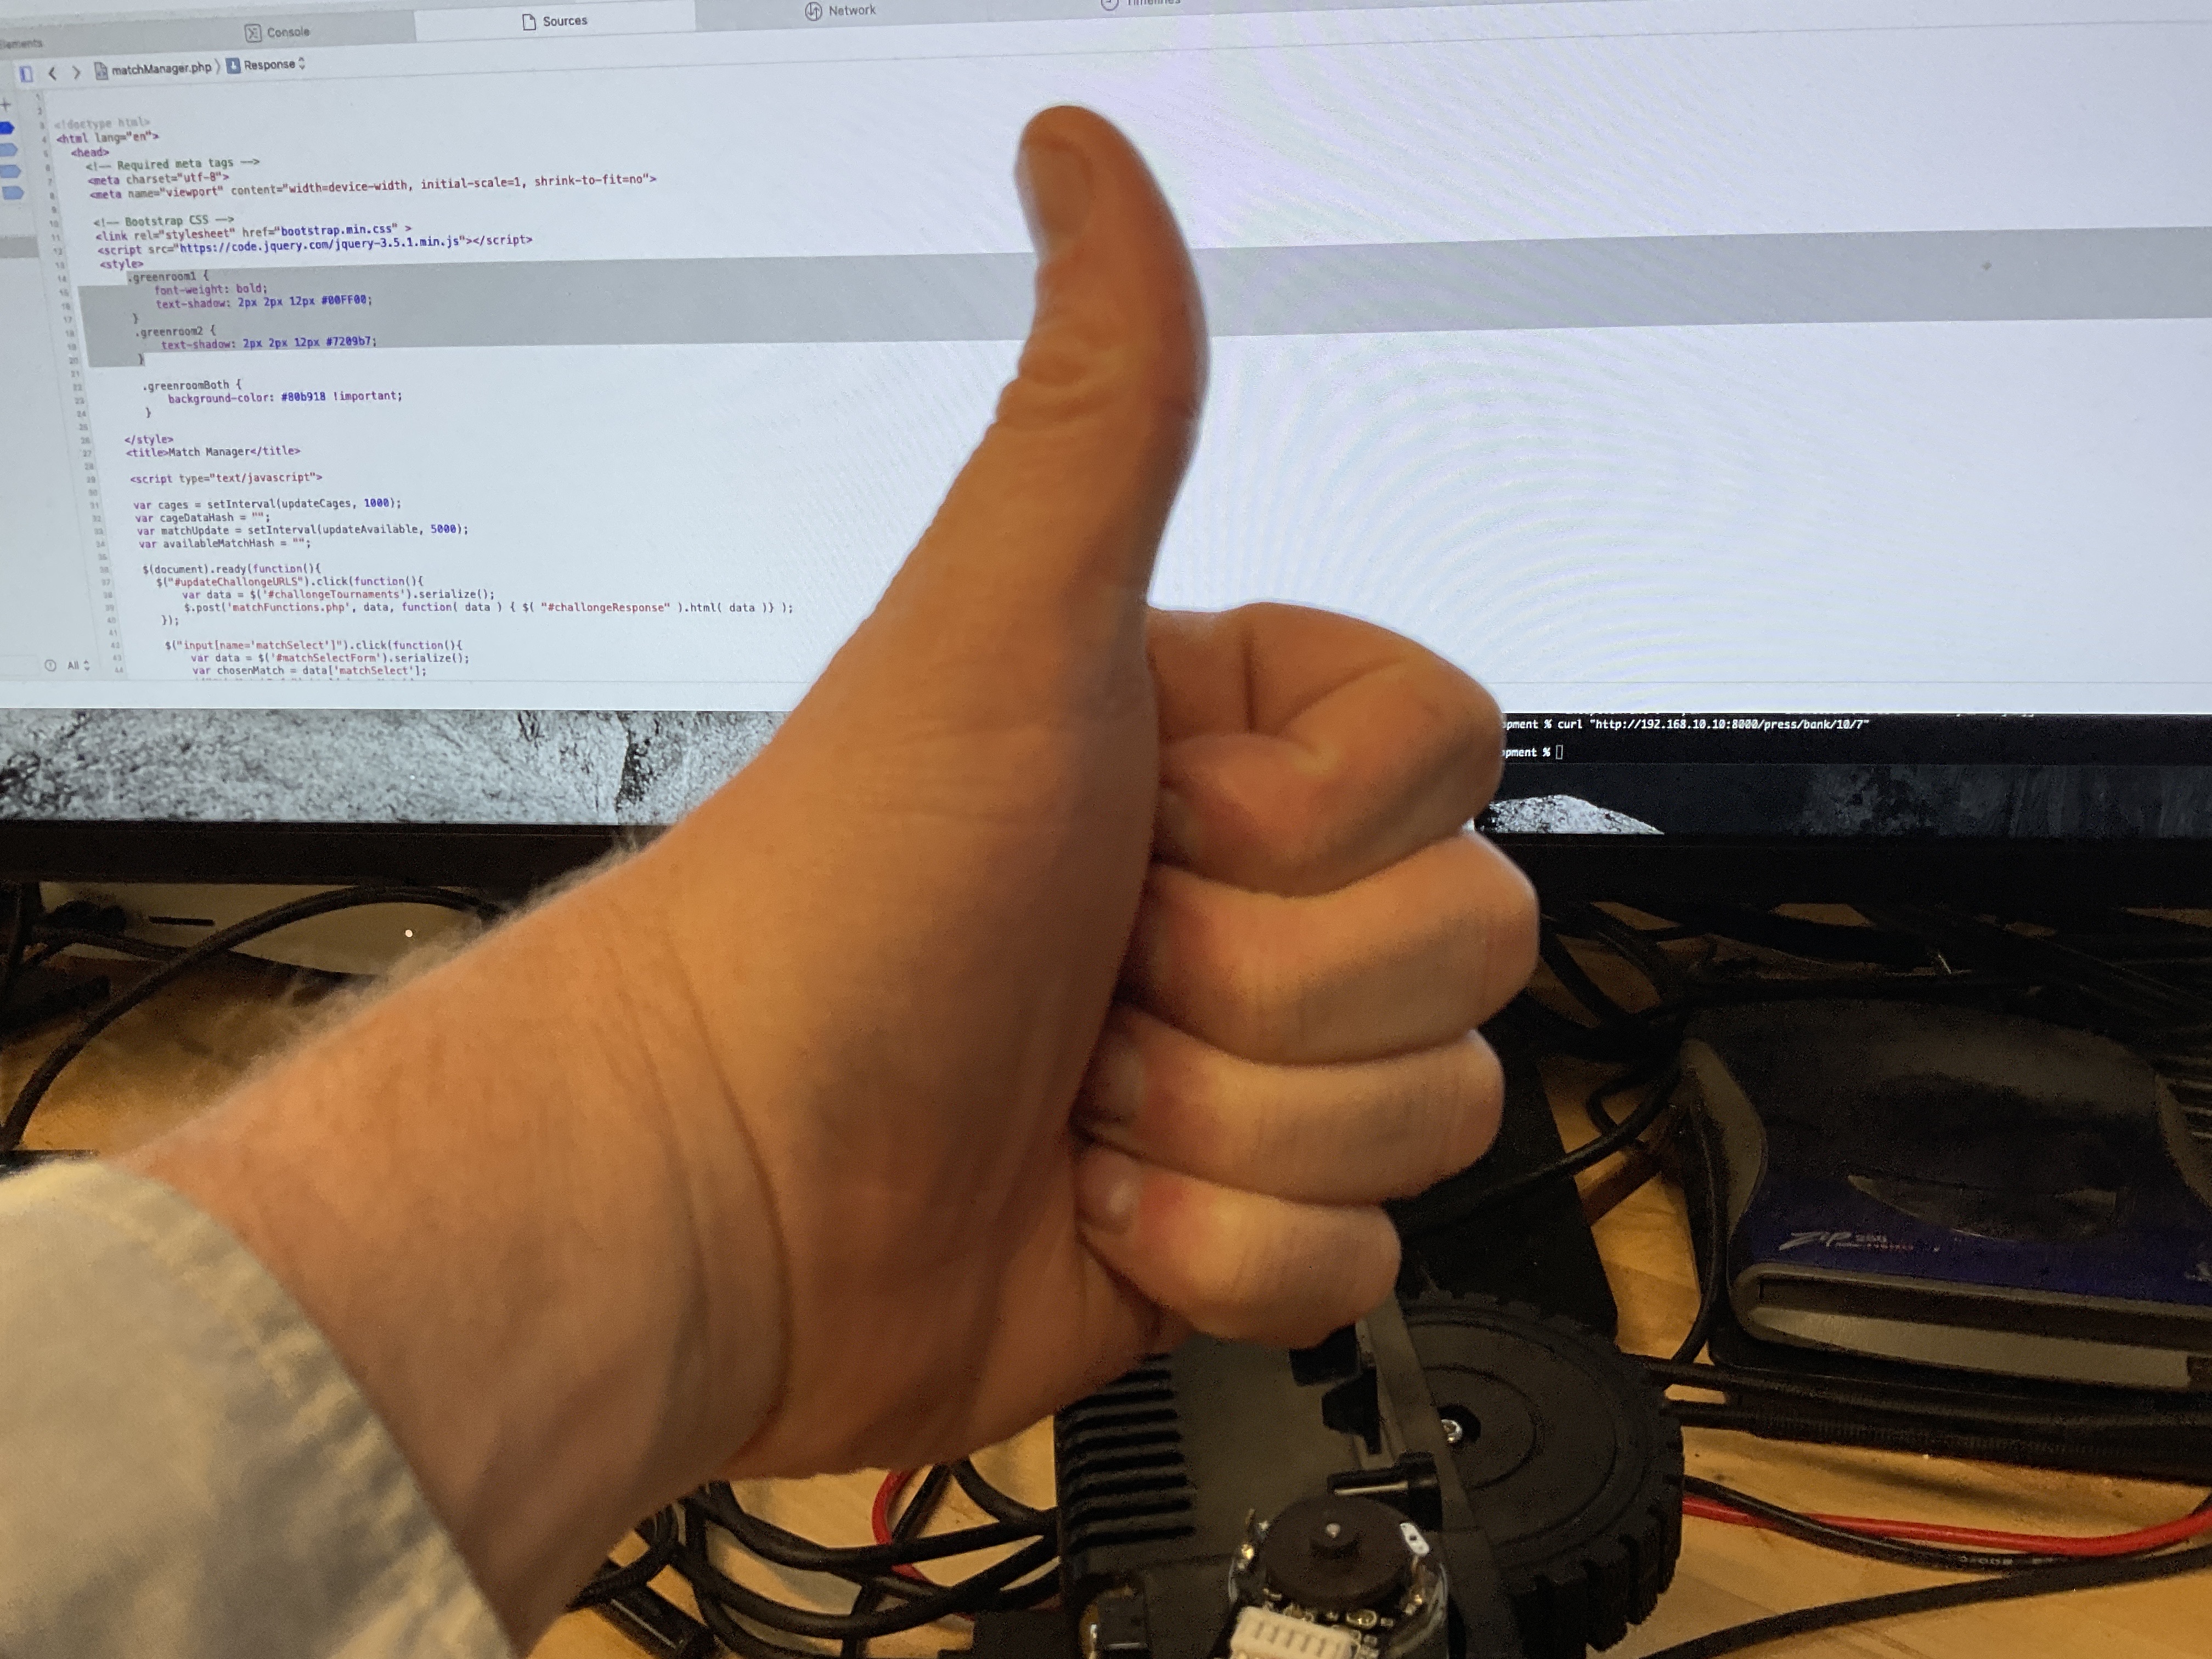 Elements
Console
Sources
Network
Timelines
matchManager.php
Response
<!doctype html>
<html lang="en">
<head>
<!-- Required meta tags -->
<meta charset="utf-8">
<meta name="viewport" content="width=device-width, initial-scale=1, shrink-to-fit=no">
<!-- Bootstrap CSS -->
<link rel="stylesheet" href="bootstrap.min.css" >
<script src="https://code.jquery.com/jquery-3.5.1.min.js"></script>
<style>
.greenroom1 {
font-weight: bold;
text-shadow: 2px 2px 12px #00FF00;
}
.greenroom2 {
text-shadow: 2px 2px 12px #7209b7;
}
.greenroomBoth {
background-color: #80b918 !important;
}
</style>
<title>Match Manager</title>
<script type="text/javascript">
var cages = setInterval(updateCages, 1000);
var cageDataHash = "";
var matchUpdate = setInterval(updateAvailable, 5000);
var availableMatchHash = "";
$(document).ready(function(){
$("#updateChallongeURLS").click(function(){
var data = $('#challongeTournaments').serialize();
$.post('matchFunctions.php', data, function( data ) { $( "#challongeResponse" ).html( data )} );
});
$("input[name='matchSelect']").click(function(){
var data = $('#matchSelectForm').serialize();
var chosenMatch = data['matchSelect'];
All
pment % curl "http://192.168.10.10:8000/press/bank/10/7"
pment %
ZIP 250